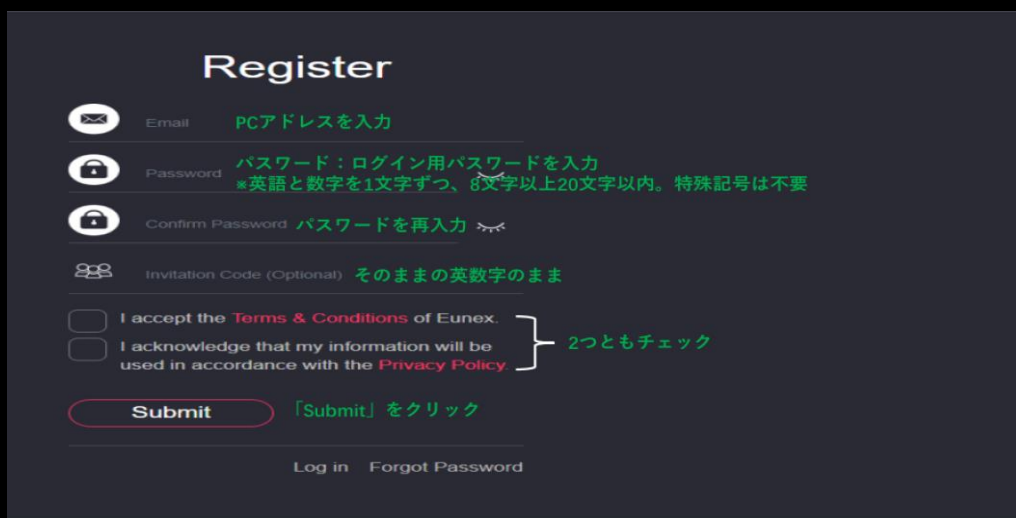 Register
Email PCアドレスを入力
パスワード：ログイン用パスワードを入力
Password
※英語と数字を1文字ずつ、8文字以上20文字以内。特殊記号は不要
Confirm Password パスワードを再入力
Invitation Code (Optional) そのままの英数字のまま
I accept the Terms & Conditions of Eunex.
I acknowledge that my information will be
used in accordance with the Privacy Policy.
2つともチェック
Submit 「Submit」をクリック
Log in Forgot Password